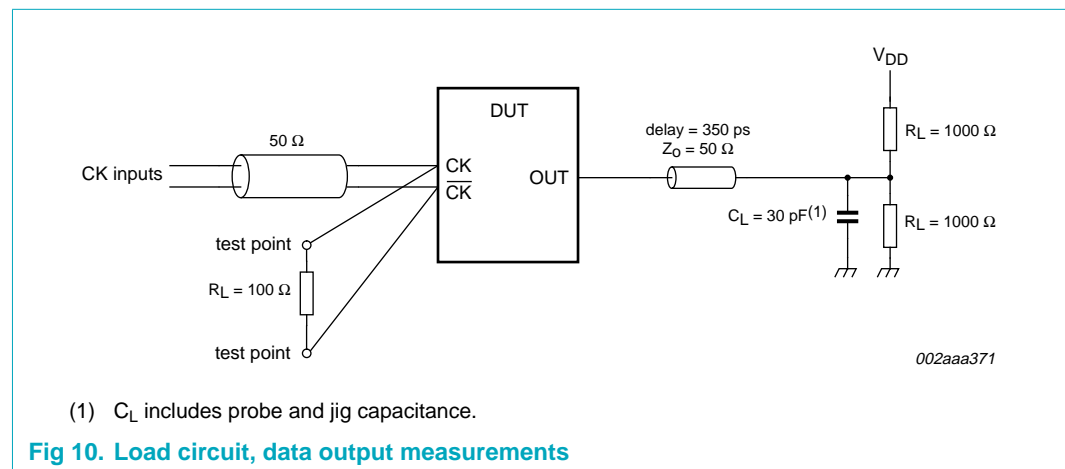 VDD
DUT
50 Ω
delay = 350 ps
Zo = 50 Ω
RL = 1000 Ω
CK inputs
CK
C̅K̅
OUT
CL = 30 pF(1)
RL = 1000 Ω
test point
RL = 100 Ω
test point
002aaa371
(1) CL includes probe and jig capacitance.
Fig 10. Load circuit, data output measurements